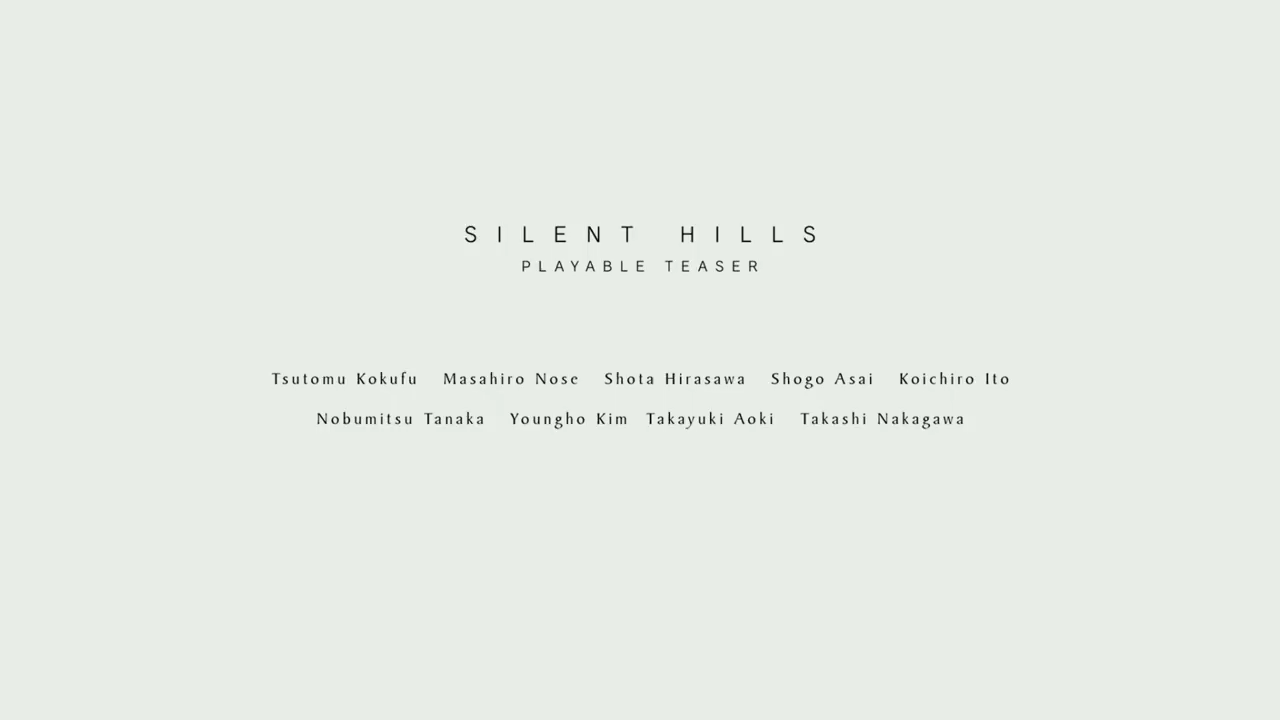 SILENT HILLS
PLAYABLE TEASER
Tsutomu Kokufu Masahiro Nose Shota Hirasawa Shogo Asai Koichiro Ito
Nobumitsu Tanaka Youngho Kim Takayuki Aoki Takashi Nakagawa